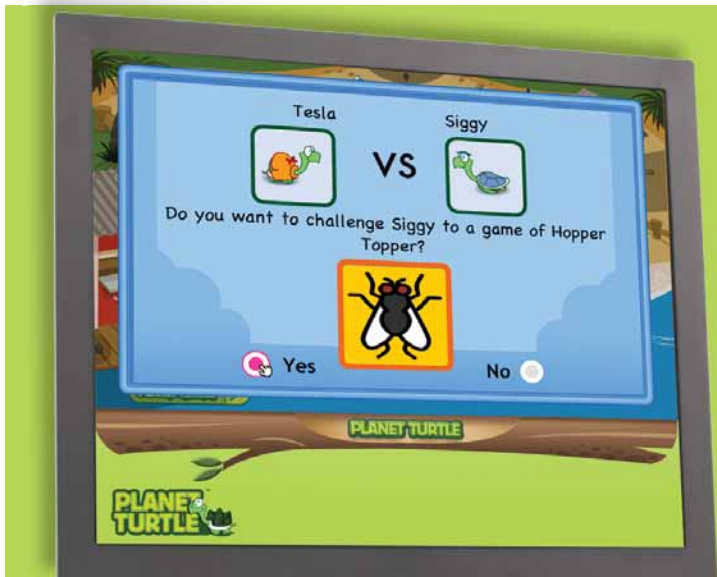 Tesla
Siggy
VS
Do you want to challenge Siggy to a game of Hopper
Topper?
Yes
No
PLANET TURTLE
PLANET
TURTLE